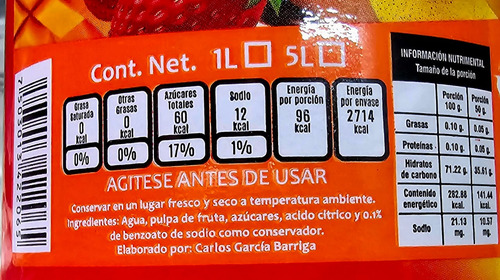 Cont. Net. 1L 5L
Grasa Saturada 0 kcal 0%
Otras Grasas 0 kcal 0%
Azúcares Totales 60 kcal 17%
Sodio 12 kcal 1%
Energía por porción 96 kcal
Energía por envase 2714 kcal
AGITESE ANTES DE USAR
Conservar en un lugar fresco y seco a temperatura ambiente.
Ingredientes: Agua, pulpa de fruta, azúcares, acido cítrico y 0.1%
de benzoato de sodio como conservador.
Elaborado por: Carlos García Barriga
INFORMACIÓN NUTRIMENTAL
Tamaño de la porción
Porción 100 g. Porción 50 g.
Grasas 0.10 g. 0.05 g.
Proteinas 0.10 g. 0.05 g.
Hidratos de carbono 71.22 g. 35.61 g.
Contenido energético 282.88 kcal 141.44 kcal
Sodio 21.13 mg. 10.57 mg.